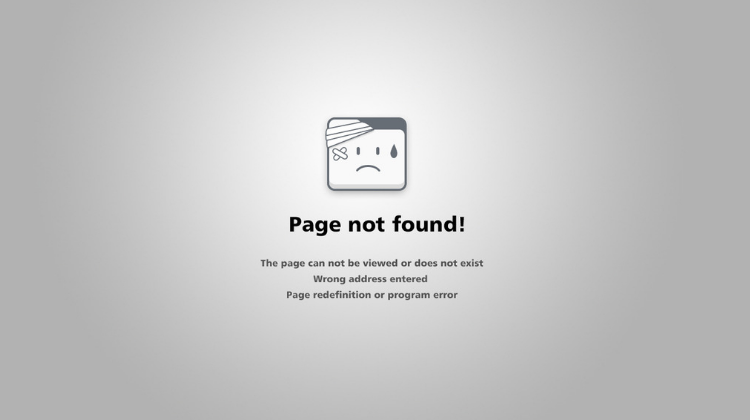 Page not found!
The page can not be viewed or does not exist
Wrong address entered
Page redefinition or program error